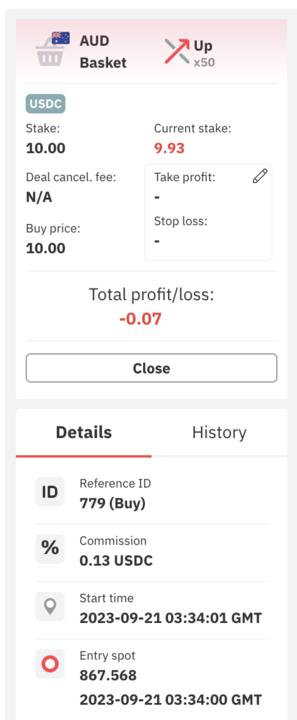 AUD
Basket
Up
x50
USDC
Stake:
10.00
Current stake:
9.93
Deal cancel. fee:
N/A
Take profit:
-
Buy price:
10.00
Stop loss:
-
Total profit/loss:
-0.07
Close
Details
History
ID
Reference ID
779 (Buy)
%
Commission
0.13 USDC
Start time
2023-09-21 03:34:01 GMT
Entry spot
867.568
2023-09-21 03:34:00 GMT